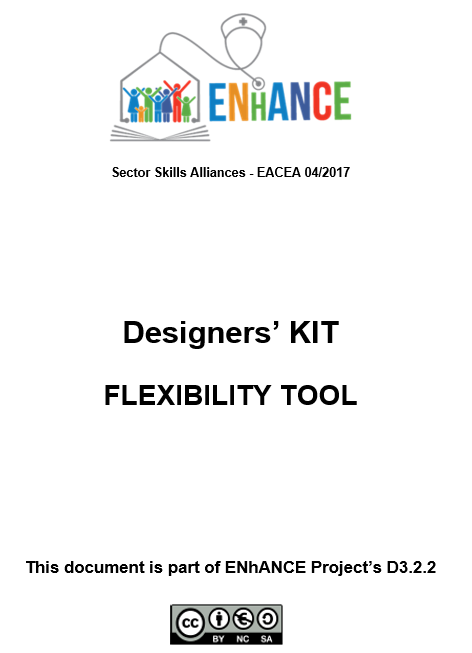 ENhANCE
Sector Skills Alliances - EACEA 04/2017
Designers’ KIT
FLEXIBILITY TOOL
This document is part of ENhANCE Project’s D3.2.2
cc
BY NC SA